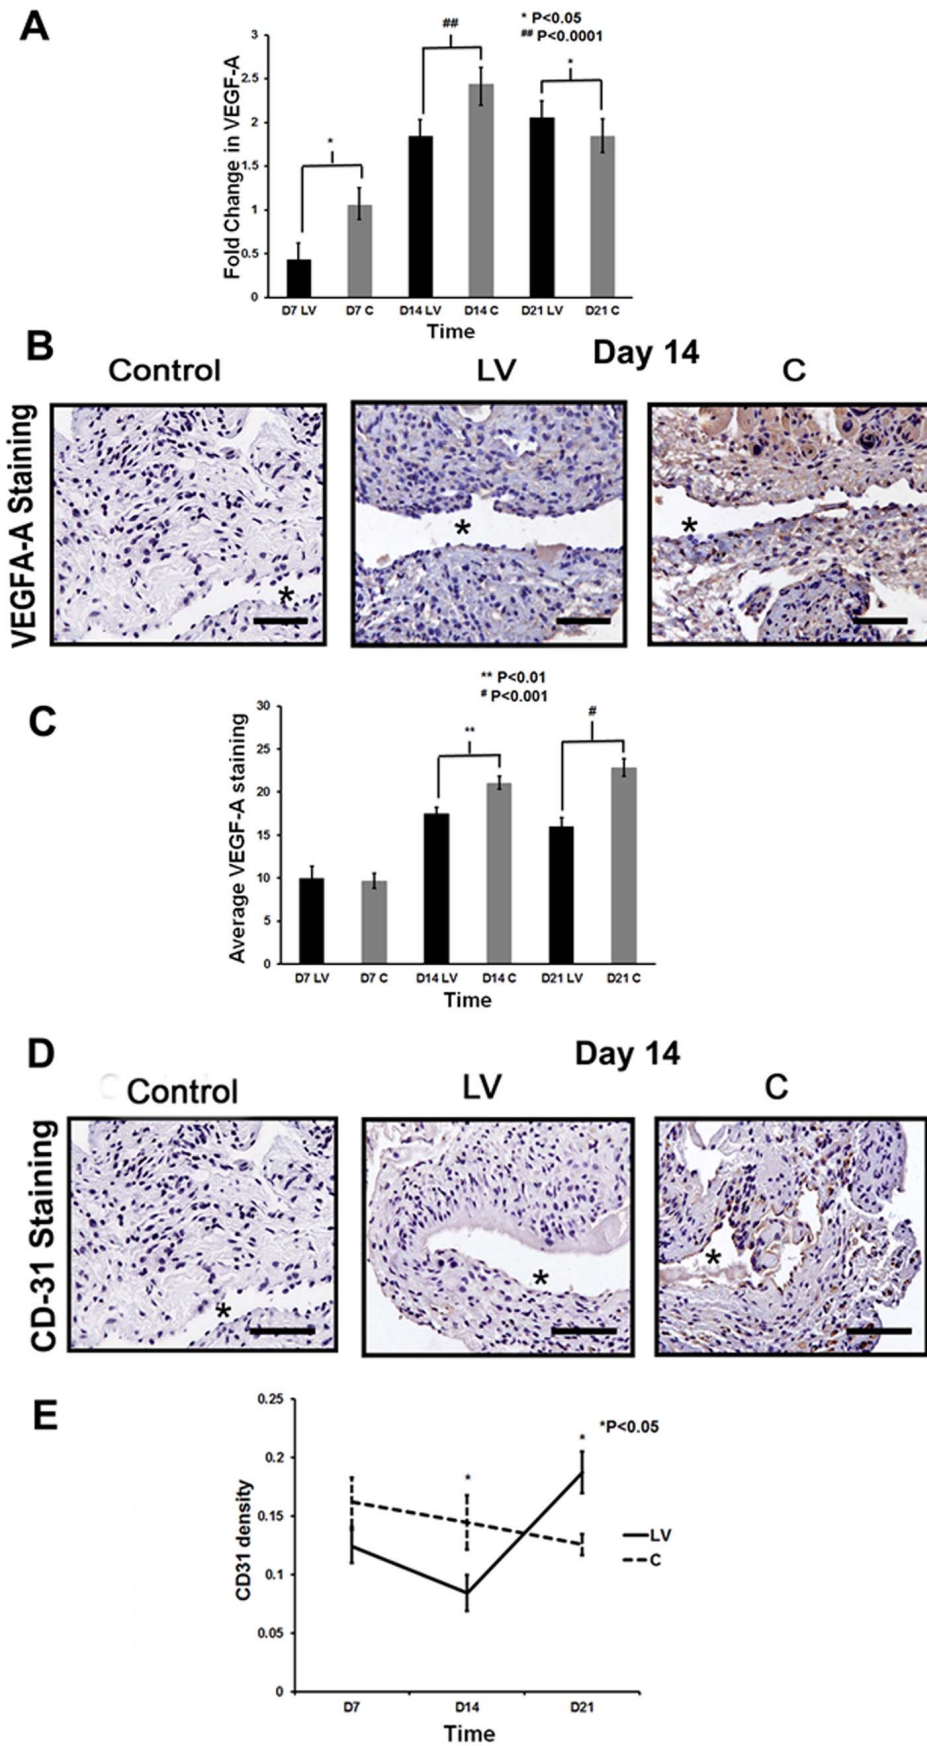 A
* P<0.05
## P<0.0001
##
*
*
Fold Change in VEGF-A
3
2.5
2
1.5
1
0.5
0
D7 LV D7 C D14 LV D14 C D21 LV D21 C
Time
B
Day 14
Control LV C
VEGFA-A Staining
*
*
*
C
** P<0.01
# P<0.001
**
#
Average VEGF-A staining
30
25
20
15
10
5
0
D7 LV D7 C D14 LV D14 C D21 LV D21 C
Time
D
Day 14
Control LV C
CD-31 Staining
*
*
*
E
*P<0.05
*
*
CD31 density
0.25
0.2
0.15
0.1
0.05
0
LV
C
D7 D14 D21
Time